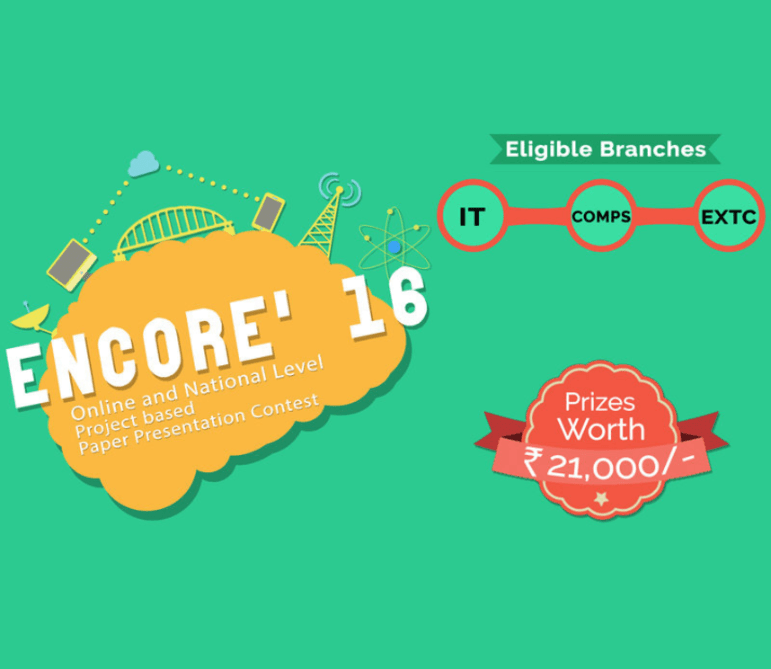 ENCORE' 16
Online and National Level
Project based
Paper Presentation Contest
Eligible Branches
IT
COMPS
EXTC
Prizes
Worth
₹ 21,000/-